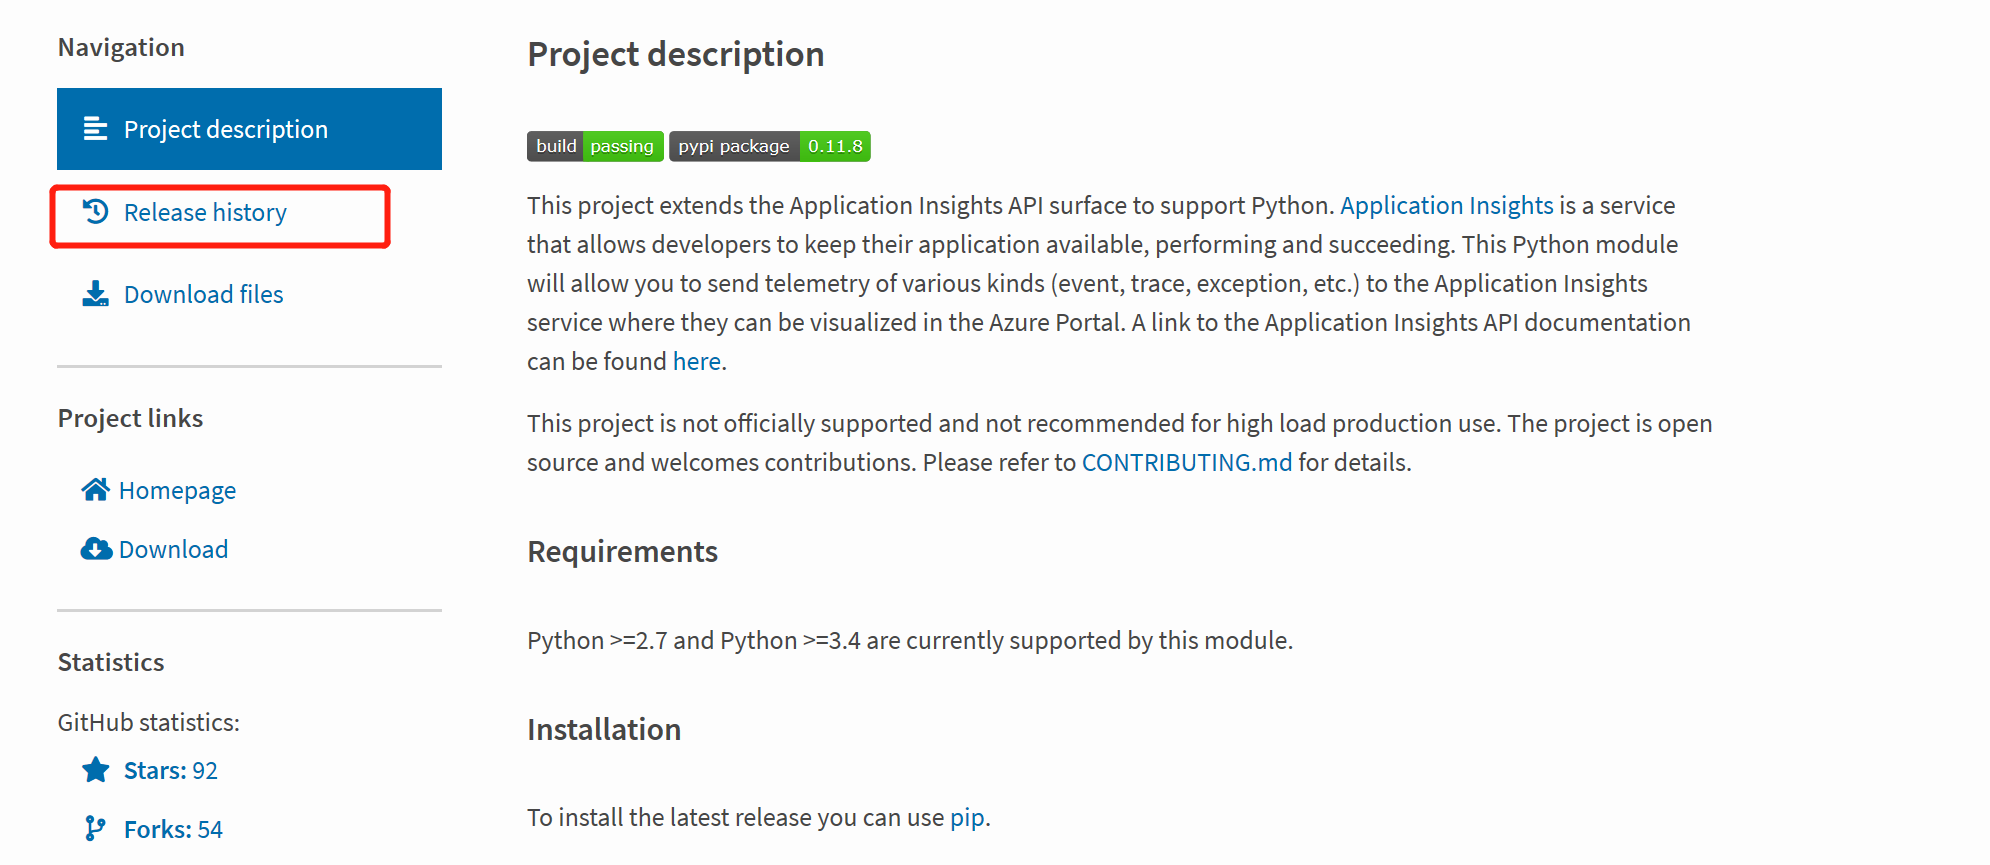 Navigation
Project description
Release history
Download files
Project links
Homepage
Download
Statistics
GitHub statistics:
Stars: 92
Forks: 54
Project description
build passing pypi package 0.11.8
This project extends the Application Insights API surface to support Python. Application Insights is a service
that allows developers to keep their application available, performing and succeeding. This Python module
will allow you to send telemetry of various kinds (event, trace, exception, etc.) to the Application Insights
service where they can be visualized in the Azure Portal. A link to the Application Insights API documentation
can be found here.
This project is not officially supported and not recommended for high load production use. The project is open
source and welcomes contributions. Please refer to CONTRIBUTING.md for details.
Requirements
Python >=2.7 and Python >=3.4 are currently supported by this module.
Installation
To install the latest release you can use pip.